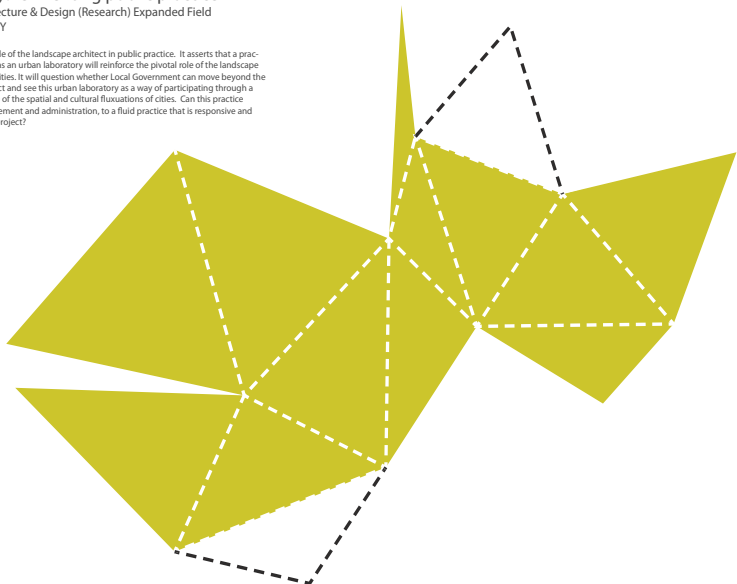 ecture & Design (Research) Expanded Field
Y
le of the landscape architect in public practice. It asserts that a prac-
as an urban laboratory will reinforce the pivotal role of the landscape
ities. It will question whether Local Government can move beyond the
ct and see this urban laboratory as a way of participating through a
of the spatial and cultural fluxuations of cities. Can this practice
ement and administration, to a fluid practice that is responsive and
roject?